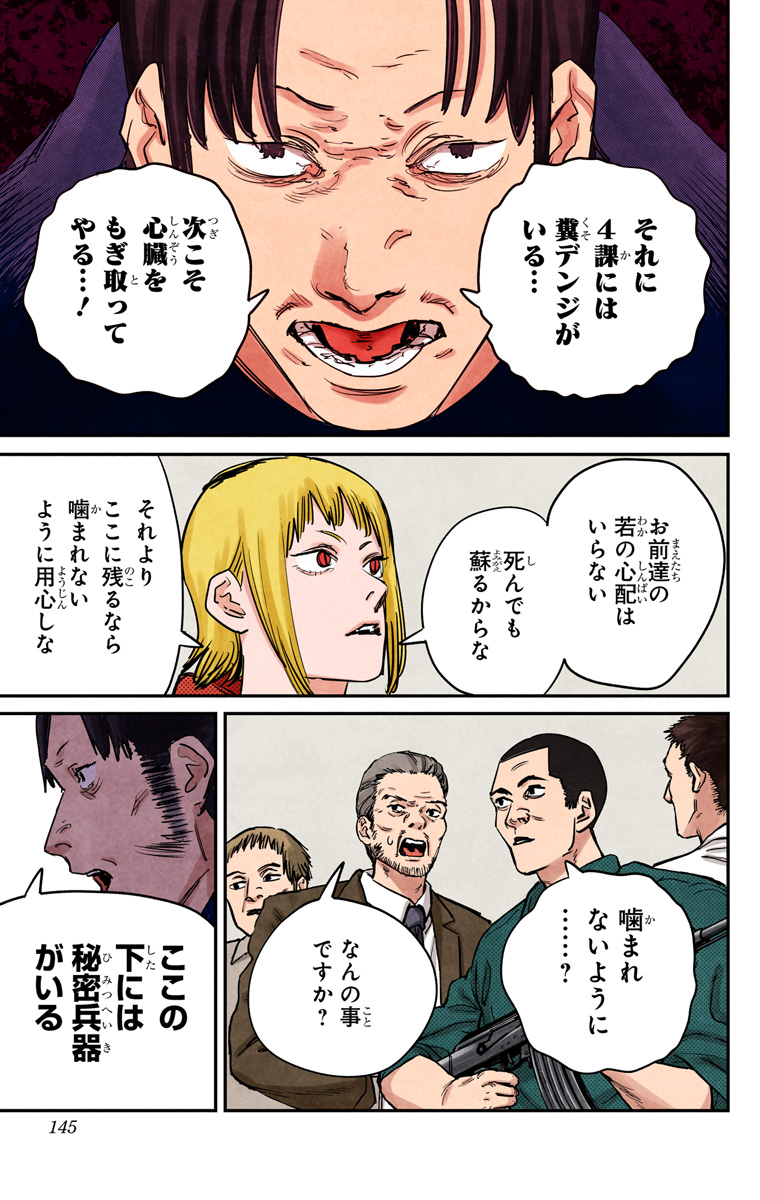 それに
４課には
糞デンジが
いる…
次こそ
心臓を
もぎ取って
やる…！
お前達の
若の心配は
いらない
死んでも
蘇るからな
それより
ここに残るなら
噛まれない
ように用心しな
噛まれ
ないように
……？
なんの事
ですか？
ここの
下には
秘密兵器
がいる
145